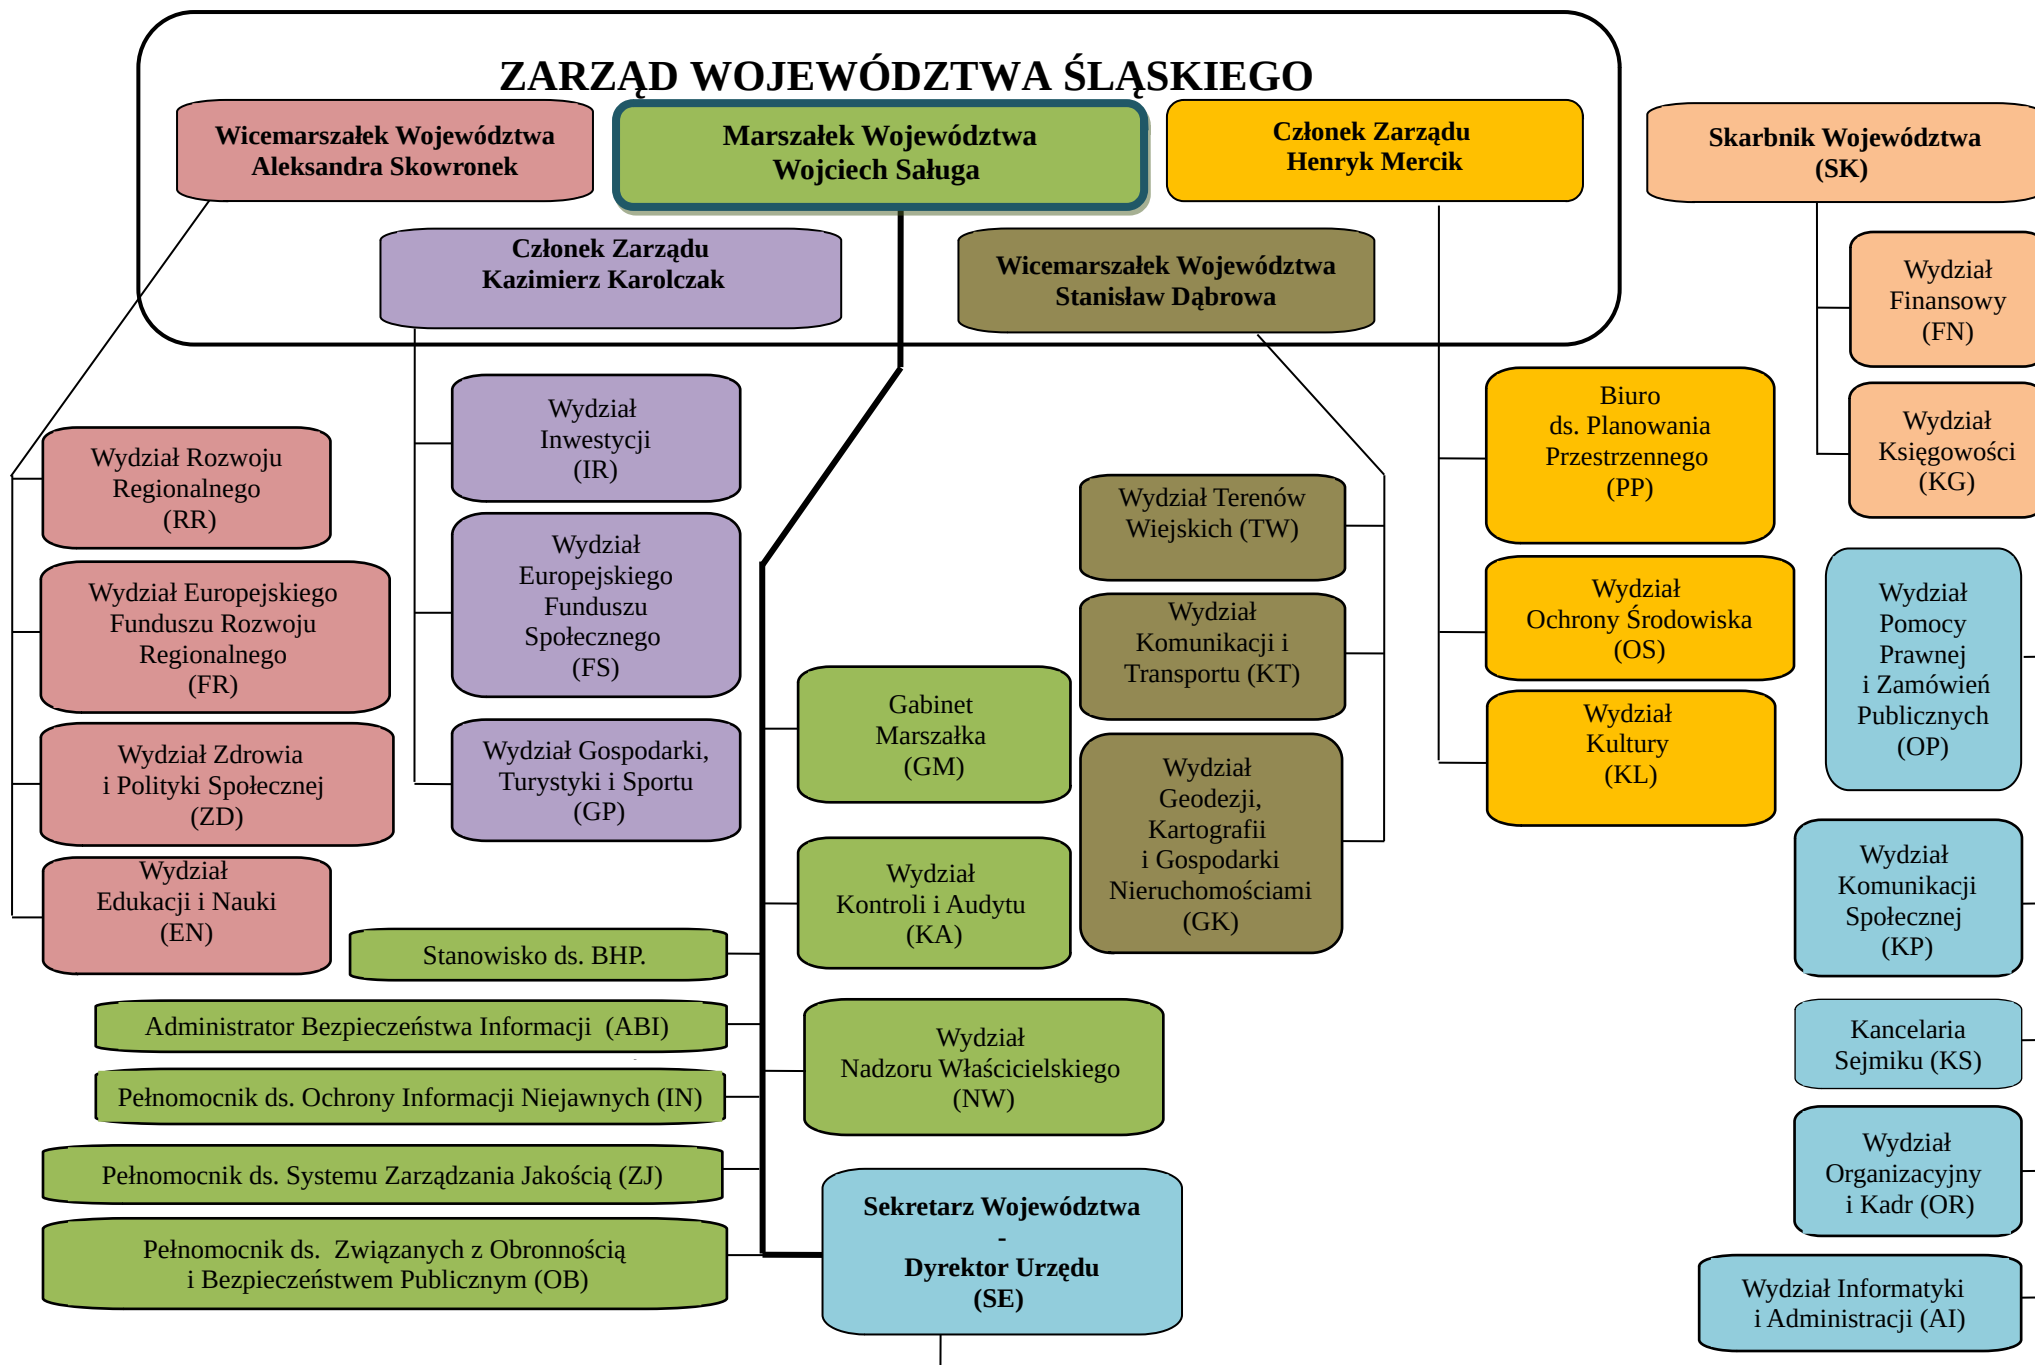 ZARZĄD WOJEWÓDZTWA ŚLĄSKIEGO
Wicemarszałek Województwa
Aleksandra Skowronek
Marszałek Województwa
Wojciech Saługa
Członek Zarządu
Henryk Mercik
Skarbnik Województwa
(SK)
Członek Zarządu
Kazimierz Karolczak
Wicemarszałek Województwa
Stanisław Dąbrowa
Wydział
Finansowy
(FN)
Wydział
Księgowości
(KG)
Wydział Rozwoju
Regionalnego
(RR)
Wydział Europejskiego
Funduszu Rozwoju
Regionalnego
(FR)
Wydział Zdrowia
i Polityki Społecznej
(ZD)
Wydział
Edukacji i Nauki
(EN)
Wydział
Inwestycji
(IR)
Wydział
Europejskiego
Funduszu
Społecznego
(FS)
Wydział Gospodarki,
Turystyki i Sportu
(GP)
Gabinet
Marszałka
(GM)
Wydział
Kontroli i Audytu
(KA)
Wydział
Nadzoru Właścicielskiego
(NW)
Wydział Terenów
Wiejskich (TW)
Wydział
Komunikacji i
Transportu (KT)
Wydział
Geodezji,
Kartografii
i Gospodarki
Nieruchomościami
(GK)
Biuro
ds. Planowania
Przestrzennego
(PP)
Wydział
Ochrony Środowiska
(OS)
Wydział
Kultury
(KL)
Wydział
Pomocy
Prawnej
i Zamówień
Publicznych
(OP)
Wydział
Komunikacji
Społecznej
(KP)
Kancelaria
Sejmiku (KS)
Wydział
Organizacyjny
i Kadr (OR)
Wydział Informatyki
i Administracji (AI)
Stanowisko ds. BHP.
Administrator Bezpieczeństwa Informacji  (ABI)
Pełnomocnik ds. Ochrony Informacji Niejawnych (IN)
Pełnomocnik ds. Systemu Zarządzania Jakością (ZJ)
Pełnomocnik ds.  Związanych z Obronnością
i Bezpieczeństwem Publicznym (OB)
Sekretarz Województwa
-
Dyrektor Urzędu
(SE)